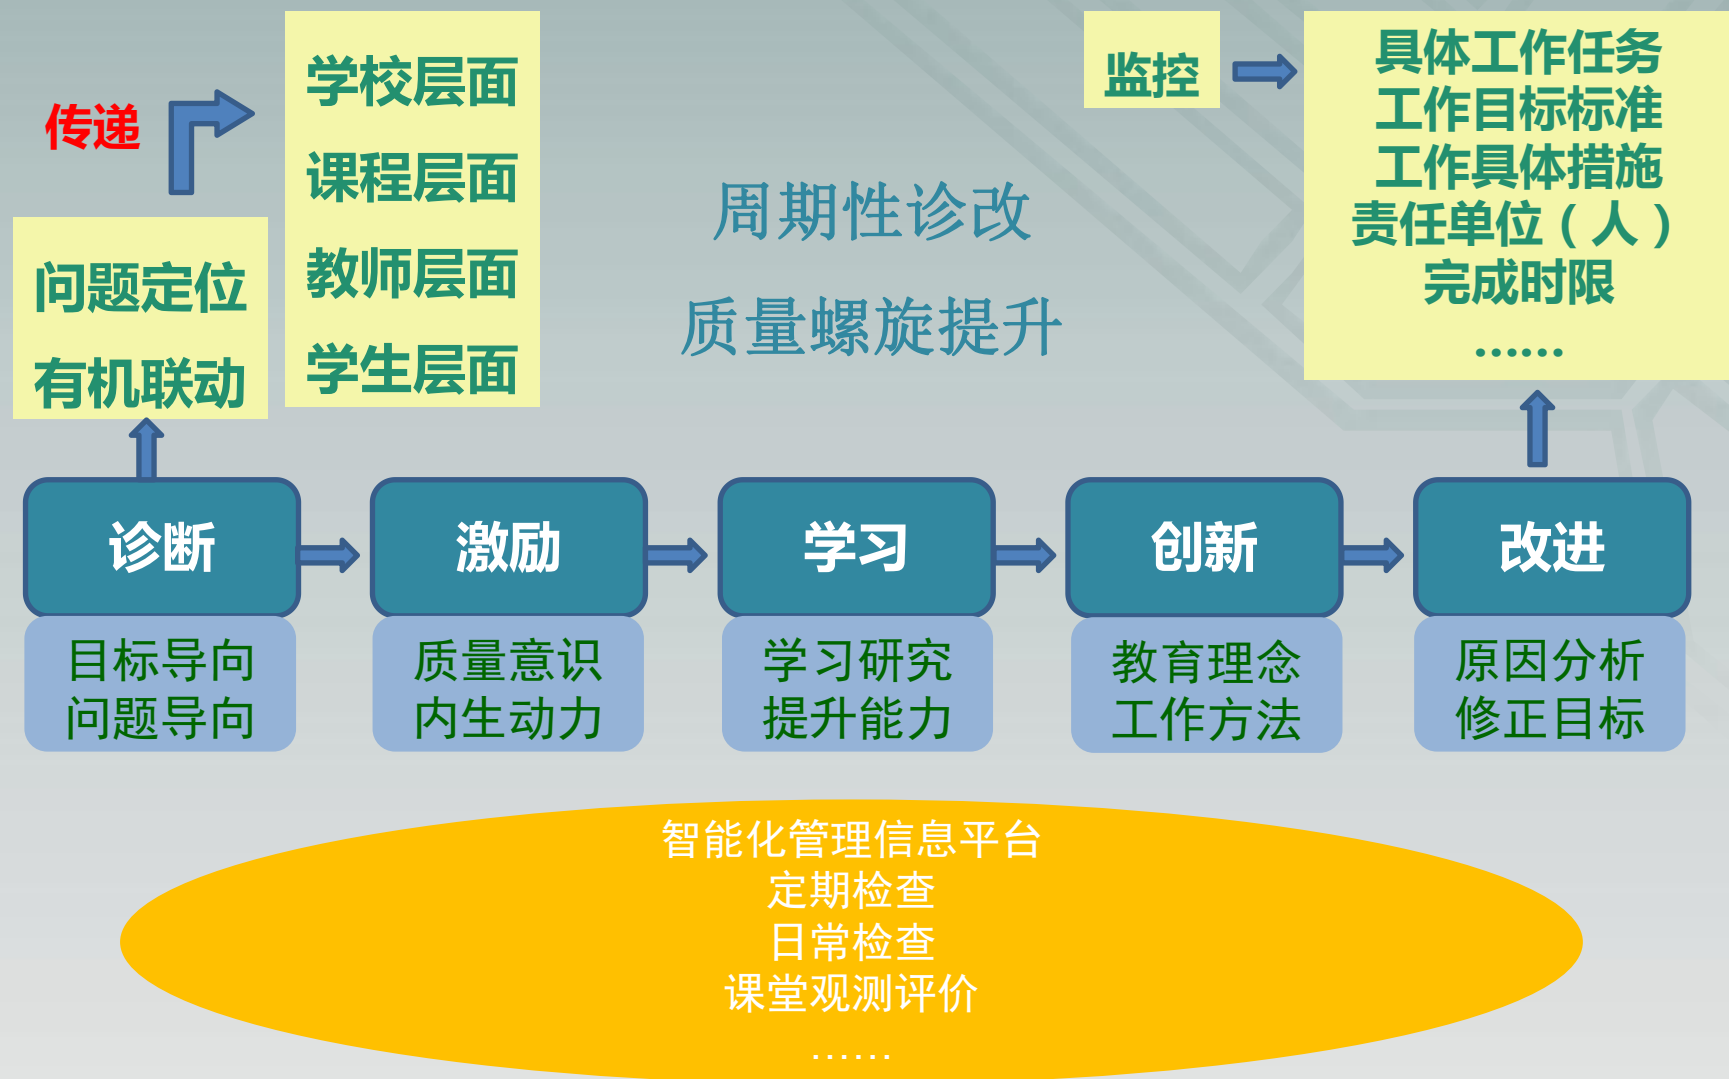 传递
学校层面
课程层面
教师层面
学生层面
问题定位
有机联动
周期性诊改
质量螺旋提升
监控
具体工作任务
工作目标标准
工作具体措施
责任单位（人）
完成时限
……
诊断
激励
学习
创新
改进
目标导向
问题导向
质量意识
内生动力
学习研究
提升能力
教育理念
工作方法
原因分析
修正目标
智能化管理信息平台
定期检查
日常检查
课堂观测评价
……